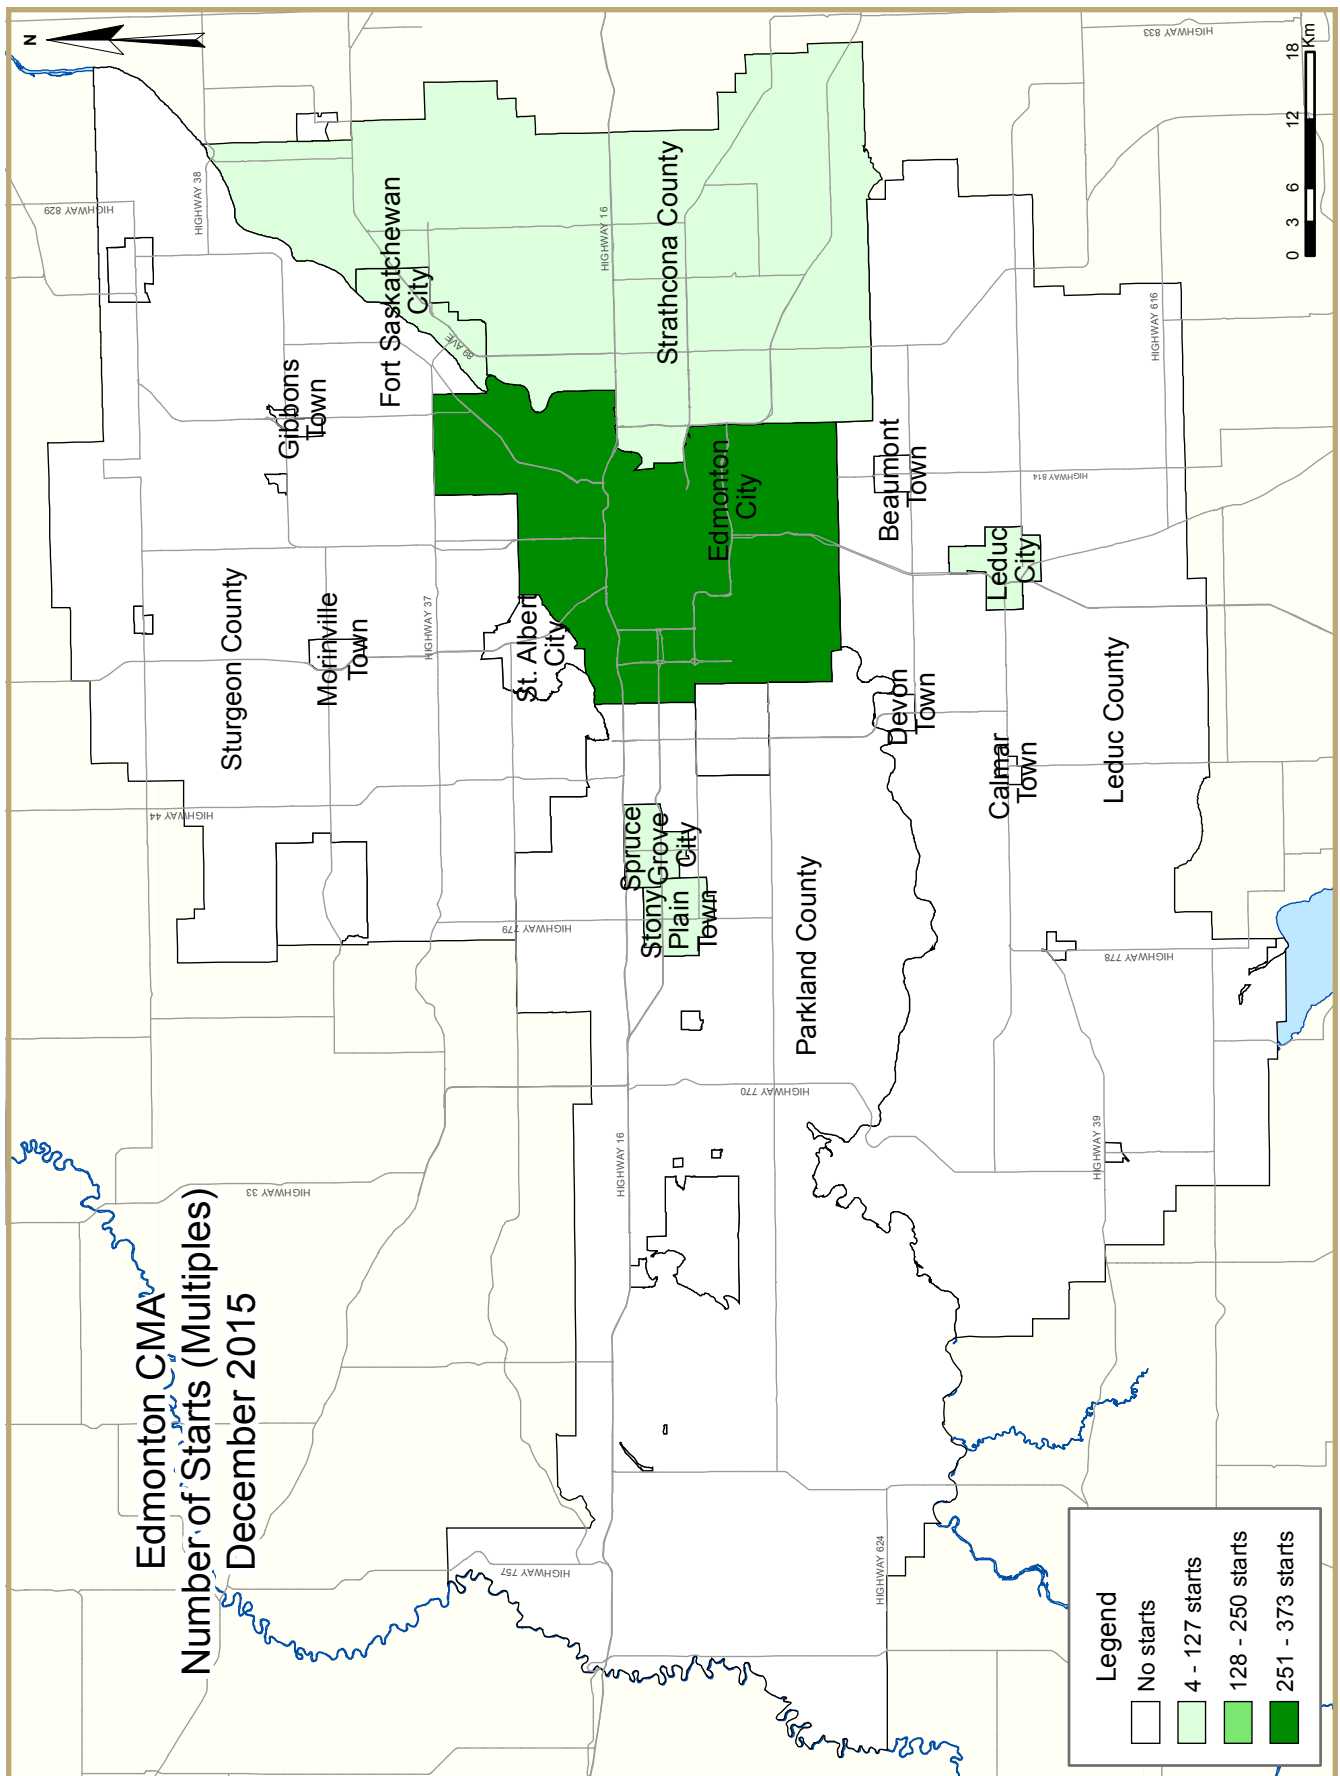 Edmonton CMA
Number of Starts (Multiples)
December 2015
N
HIGHWAY 833
HIGHWAY 829
HIGHWAY 38
HIGHWAY 44
HIGHWAY 33
Sturgeon County
Gibbons
Town
Morinville
Town
Fort Saskatchewan
City
89 AVE
HIGHWAY 37
St. Albert
City
HIGHWAY 779
HIGHWAY 757
HIGHWAY 16
HIGHWAY 16
Strathcona County
Edmonton
City
Spruce
Grove
City
Stony
Plain
Town
Parkland County
HIGHWAY 770
HIGHWAY 624
Beaumont
Town
Devon
Town
Leduc
City
Calmar
Town
HIGHWAY 814
Leduc County
HIGHWAY 616
HIGHWAY 778
HIGHWAY 39
Legend
No starts
4 - 127 starts
128 - 250 starts
251 - 373 starts
0 3 6 12 18
Km